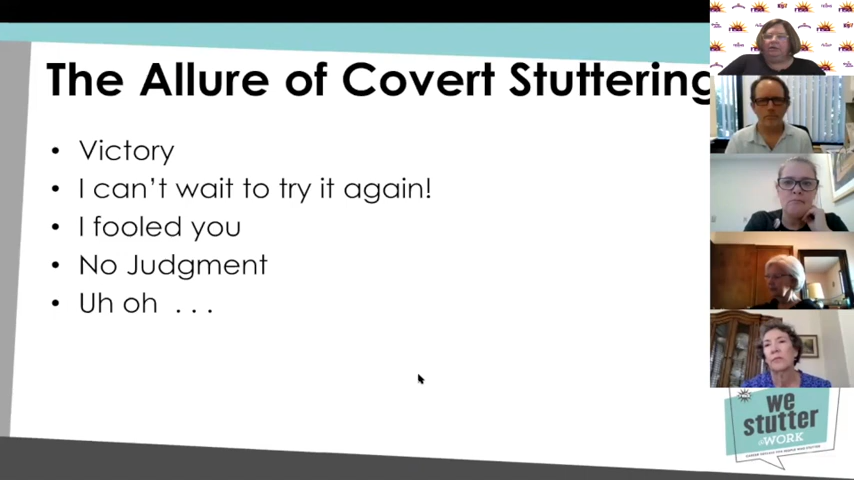 The Allure of Covert Stuttering
• Victory
• I can't wait to try it again!
• I fooled you
• No Judgment
• Uh oh . . .
we
stutter
@WORK